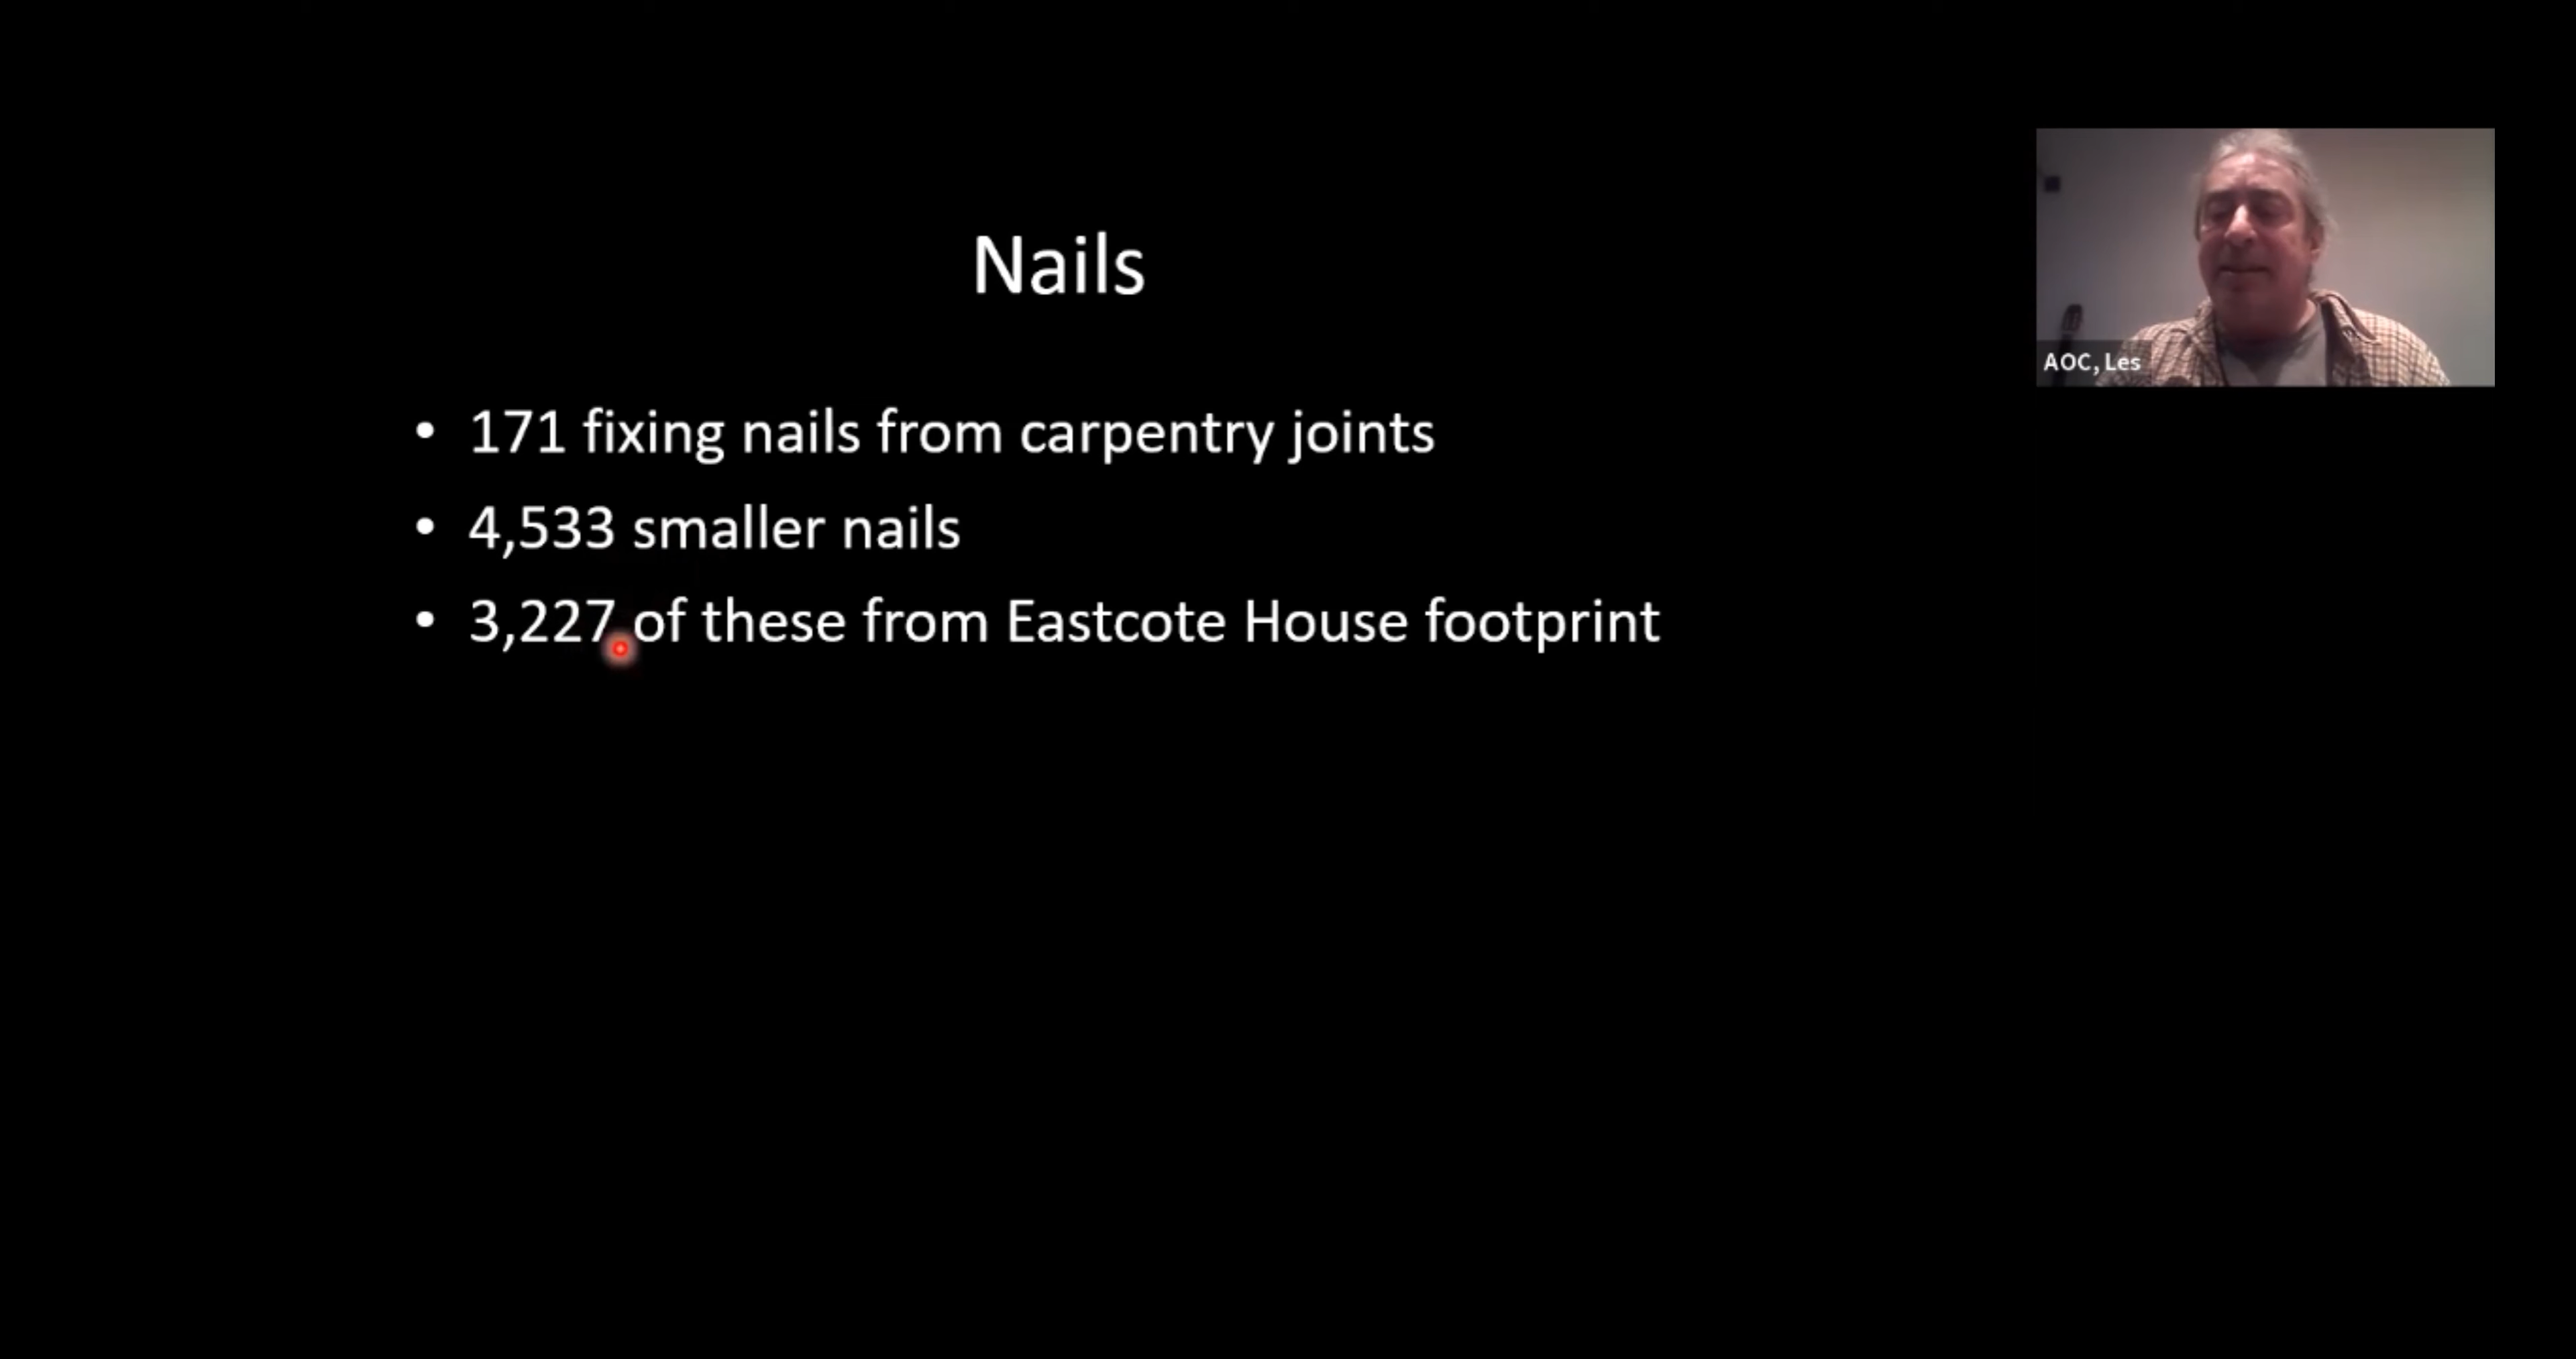 Nails
• 171 fixing nails from carpentry joints
• 4,533 smaller nails
• 3,227 of these from Eastcote House footprint
AOC, Les